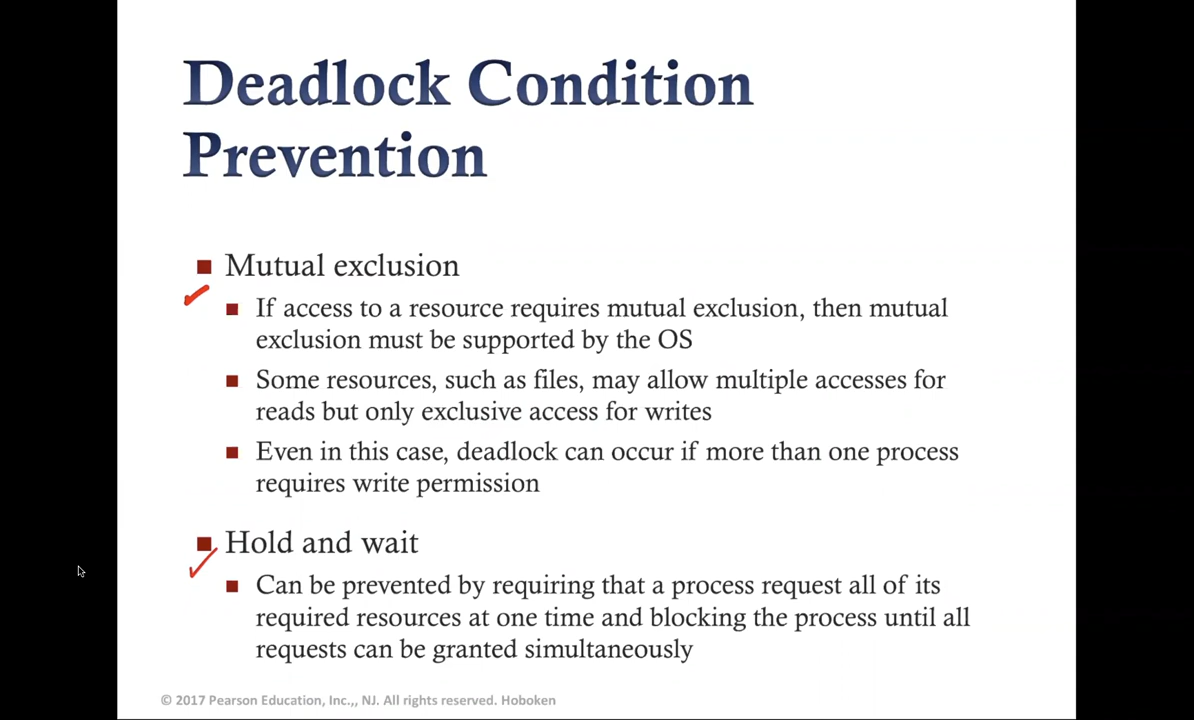 Deadlock Condition
Prevention
Mutual exclusion
If access to a resource requires mutual exclusion, then mutual
exclusion must be supported by the OS
Some resources, such as files, may allow multiple accesses for
reads but only exclusive access for writes
Even in this case, deadlock can occur if more than one process
requires write permission
Hold and wait
Can be prevented by requiring that a process request all of its
required resources at one time and blocking the process until all
requests can be granted simultaneously
© 2017 Pearson Education, Inc.,, NJ. All rights reserved. Hoboken